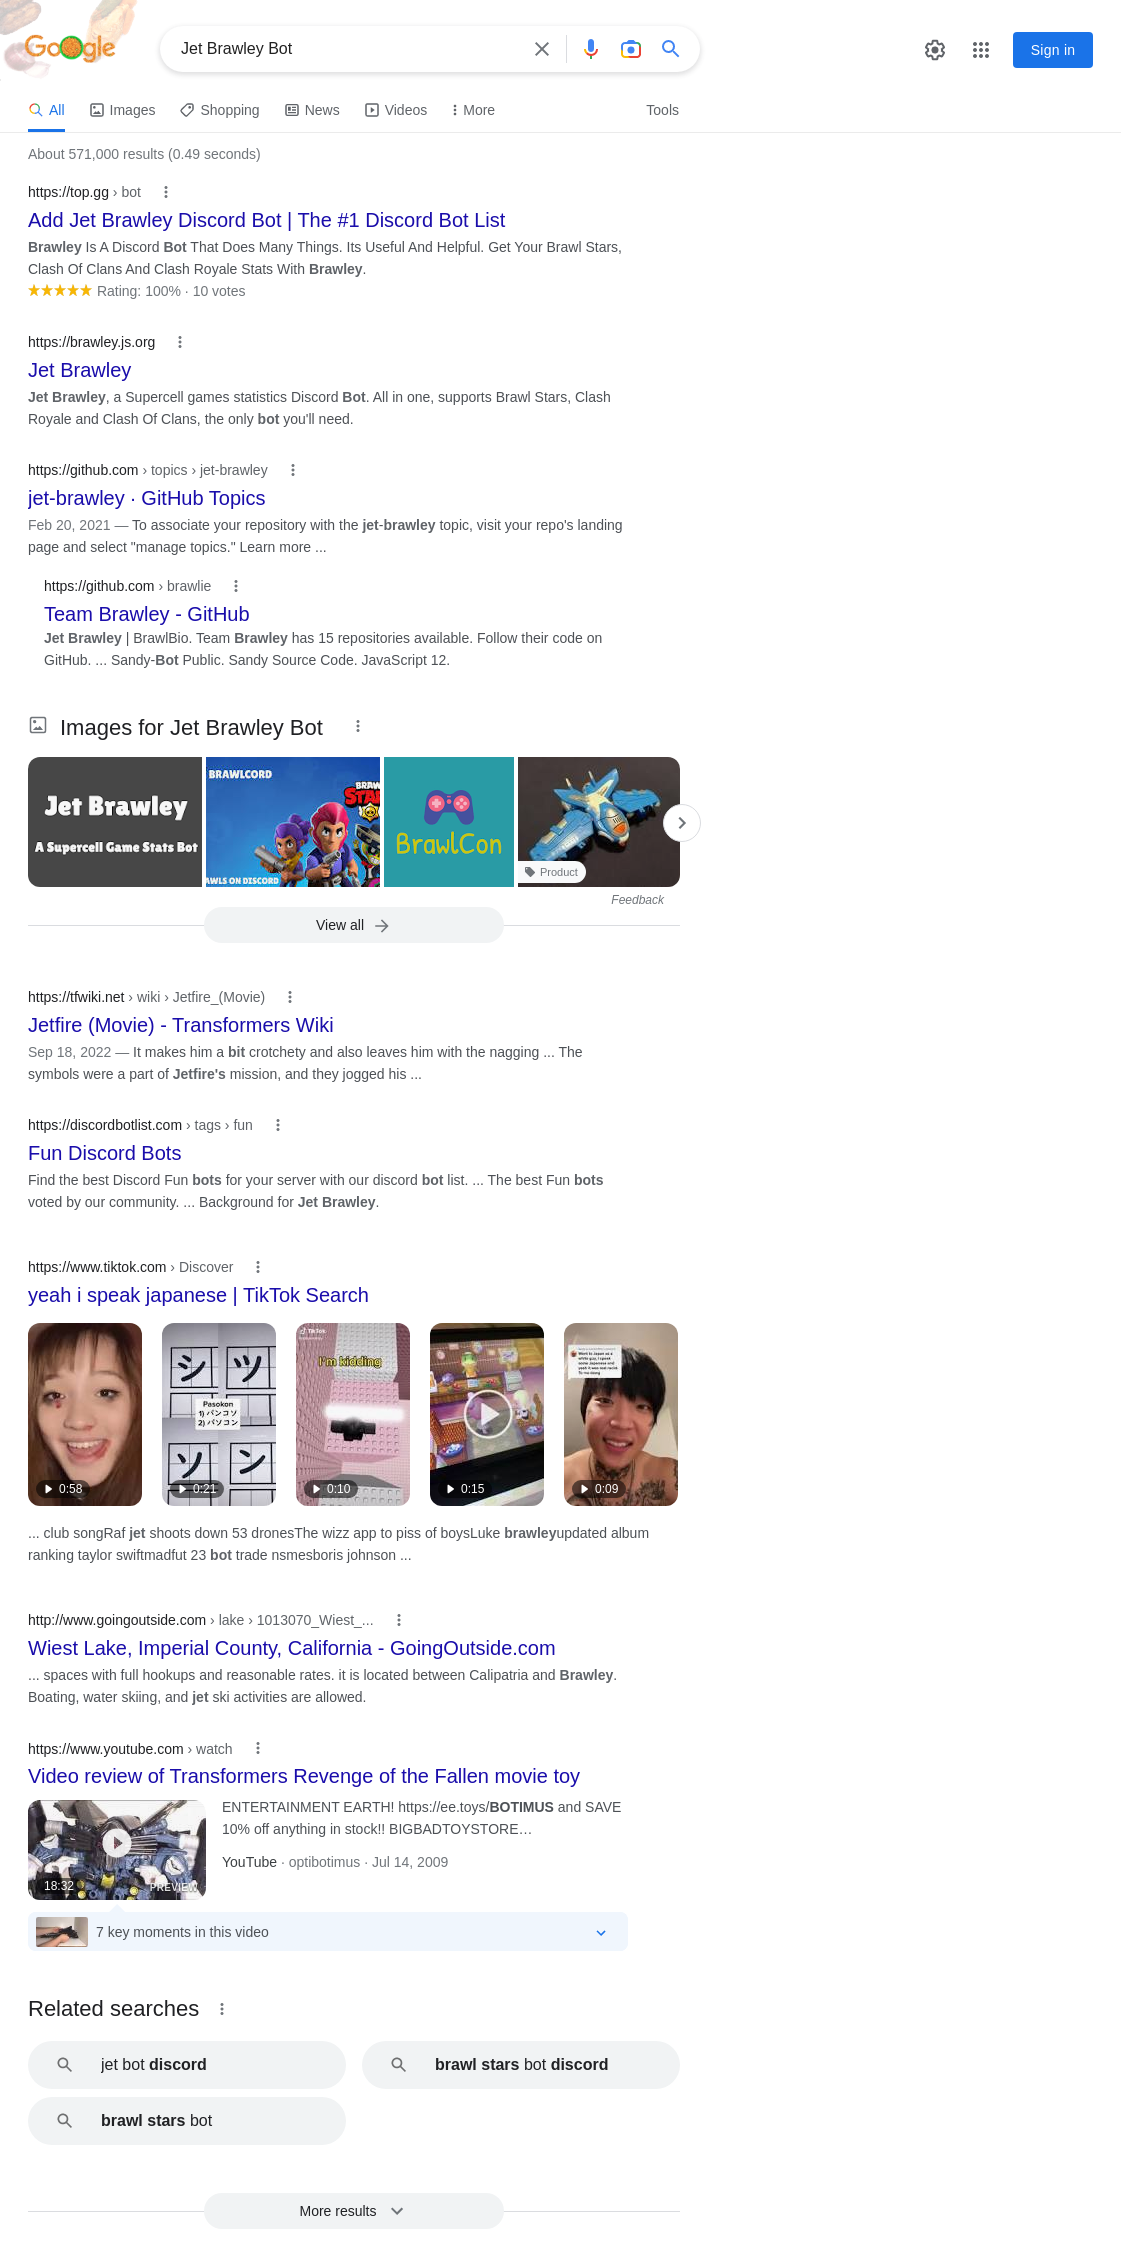 Google
Jet Brawley Bot
Sign in
All
Images
Shopping
News
Videos
More
Tools
About 571,000 results (0.49 seconds)
https://top.gg › bot
Add Jet Brawley Discord Bot | The #1 Discord Bot List
Brawley Is A Discord Bot That Does Many Things. Its Useful And Helpful. Get Your Brawl Stars,
Clash Of Clans And Clash Royale Stats With Brawley.
Rating: 100% · 10 votes
https://brawley.js.org
Jet Brawley
Jet Brawley, a Supercell games statistics Discord Bot. All in one, supports Brawl Stars, Clash
Royale and Clash Of Clans, the only bot you'll need.
https://github.com › topics › jet-brawley
jet-brawley · GitHub Topics
Feb 20, 2021 — To associate your repository with the jet-brawley topic, visit your repo's landing
page and select "manage topics." Learn more ...
https://github.com › brawlie
Team Brawley - GitHub
Jet Brawley | BrawlBio. Team Brawley has 15 repositories available. Follow their code on
GitHub. ... Sandy-Bot Public. Sandy Source Code. JavaScript 12.
Images for Jet Brawley Bot
Jet Brawley
A Supercell Game Stats Bot
BRAWLCORD
BRAW
STA
AWLS ON DISCORD
BrawlCon
Product
Feedback
View all
https://tfwiki.net › wiki › Jetfire_(Movie)
Jetfire (Movie) - Transformers Wiki
Sep 18, 2022 — It makes him a bit crotchety and also leaves him with the nagging ... The
symbols were a part of Jetfire's mission, and they jogged his ...
https://discordbotlist.com › tags › fun
Fun Discord Bots
Find the best Discord Fun bots for your server with our discord bot list. ... The best Fun bots
voted by our community. ... Background for Jet Brawley.
https://www.tiktok.com › Discover
yeah i speak japanese | TikTok Search
シ ツ
Pasokon
1) パンコソ
2) パソコン
ソ ン
TikTok
I'm kidding
0:58
0:21
0:10
0:15
0:09
... club songRaf jet shoots down 53 dronesThe wizz app to piss of boysLuke brawleyupdated album
ranking taylor swiftmadfut 23 bot trade nsmesboris johnson ...
http://www.goingoutside.com › lake › 1013070_Wiest_...
Wiest Lake, Imperial County, California - GoingOutside.com
... spaces with full hookups and reasonable rates. it is located between Calipatria and Brawley.
Boating, water skiing, and jet ski activities are allowed.
https://www.youtube.com › watch
Video review of Transformers Revenge of the Fallen movie toy
ENTERTAINMENT EARTH! https://ee.toys/BOTIMUS and SAVE
10% off anything in stock!! BIGBADTOYSTORE…
YouTube · optibotimus · Jul 14, 2009
18:32
PREVIEW
7 key moments in this video
Related searches
jet bot discord
brawl stars bot discord
brawl stars bot
More results